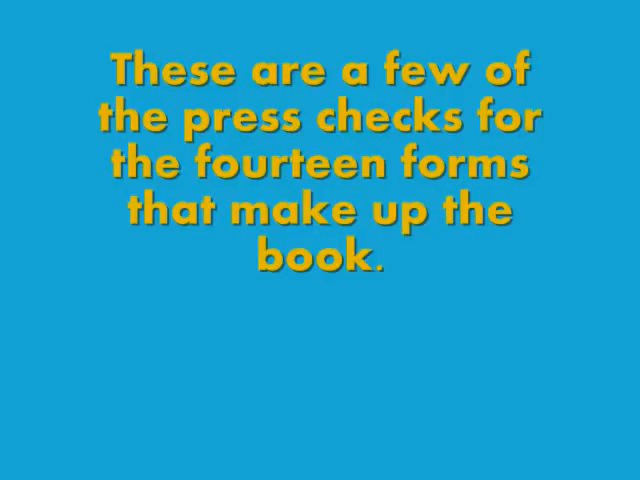 These are a few of
the press checks for
the fourteen forms
that make up the
book.